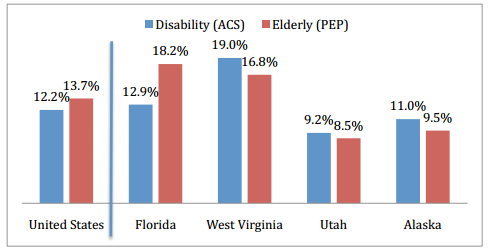 Disability (ACS) Elderly (PEP)
12.2% 13.7% 12.9% 18.2% 19.0% 16.8% 9.2% 8.5% 11.0% 9.5%
United States Florida West Virginia Utah Alaska